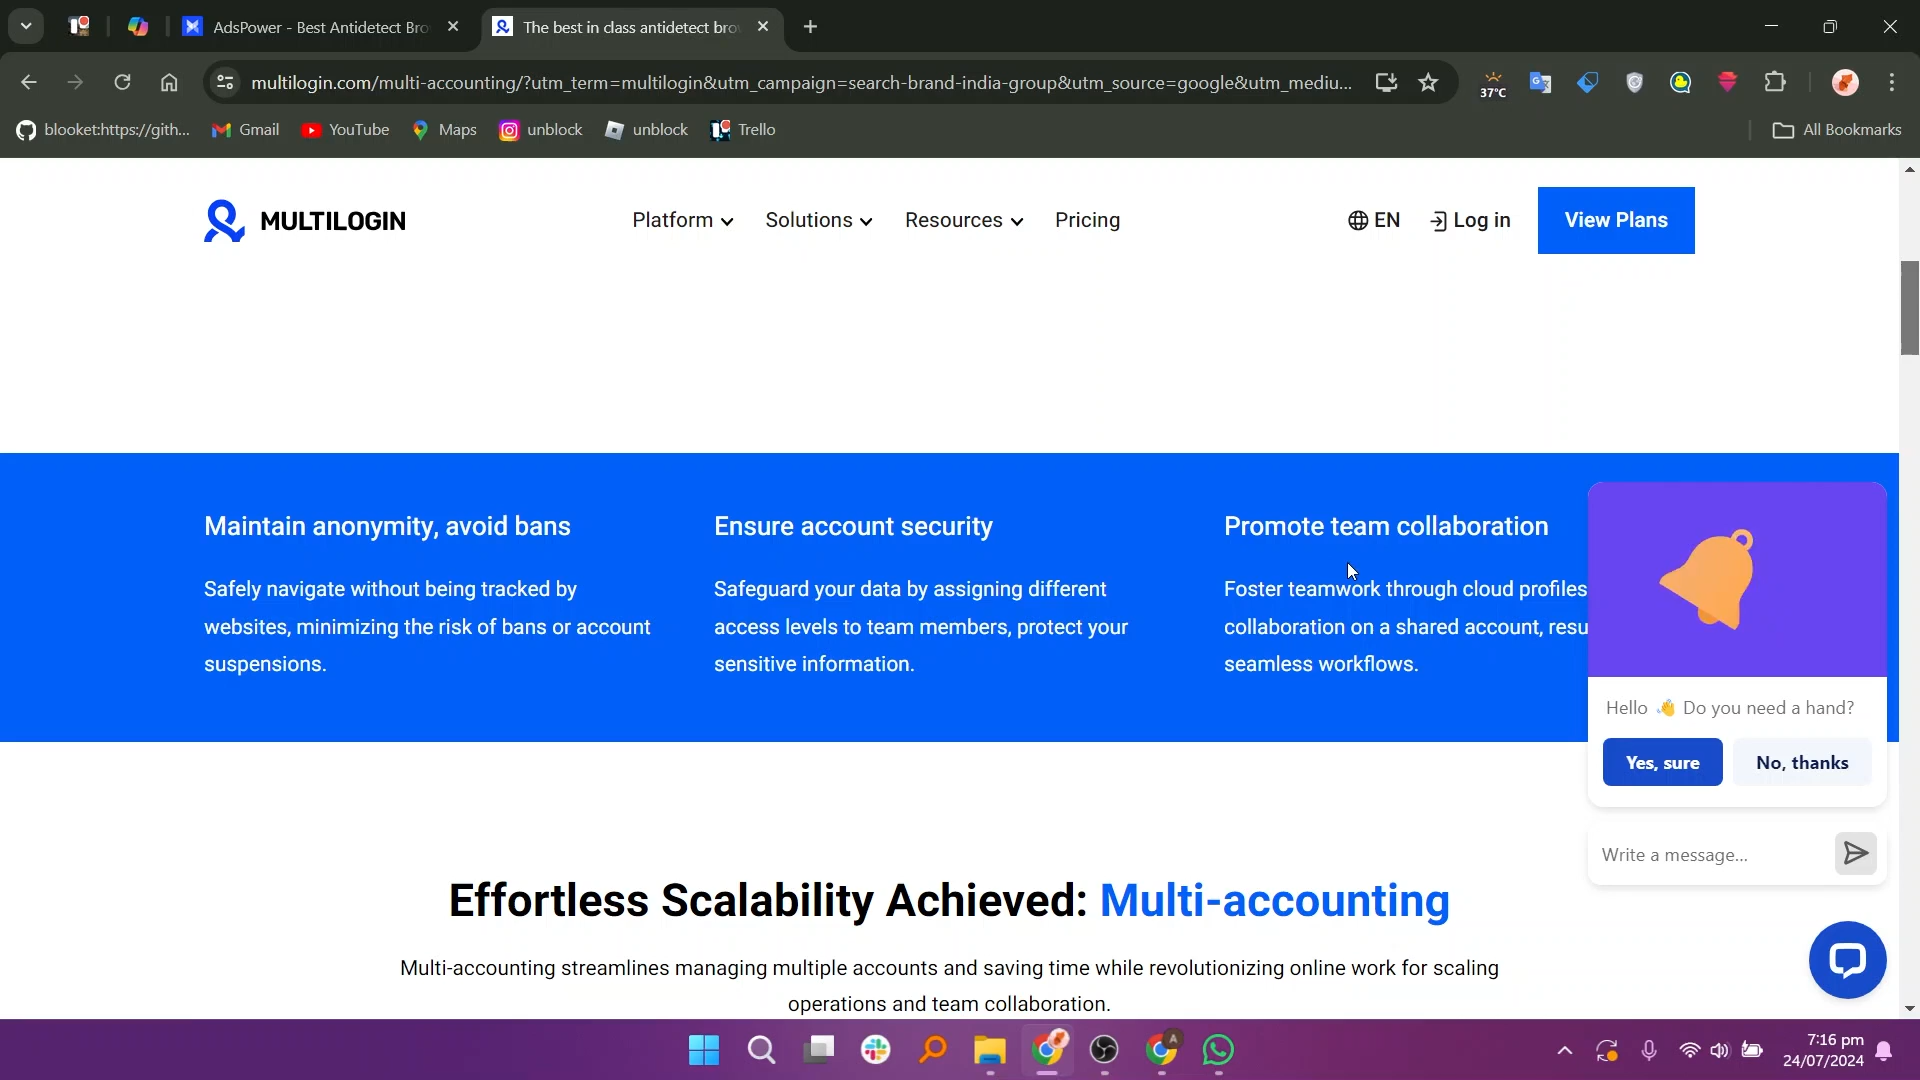 AdsPower - Best Antidetect Bro
The best in class antidetect bro
multilogin.com/multi-accounting/?utm_term=multilogin&utm_campaign=search-brand-india-group&utm_source=google&utm_mediu...
37°C
blooket:https://gith...
Gmail
YouTube
Maps
unblock
unblock
Trello
All Bookmarks
MULTILOGIN
Platform
Solutions
Resources
Pricing
EN
Log in
View Plans
Maintain anonymity, avoid bans
Safely navigate without being tracked by
websites, minimizing the risk of bans or account
suspensions.
Ensure account security
Safeguard your data by assigning different
access levels to team members, protect your
sensitive information.
Promote team collaboration
Foster teamwork through cloud profiles
collaboration on a shared account, resu
seamless workflows.
Hello 👋 Do you need a hand?
Yes, sure
No, thanks
Write a message...
Effortless Scalability Achieved: Multi-accounting
Multi-accounting streamlines managing multiple accounts and saving time while revolutionizing online work for scaling
operations and team collaboration.
A
7:16 pm
24/07/2024